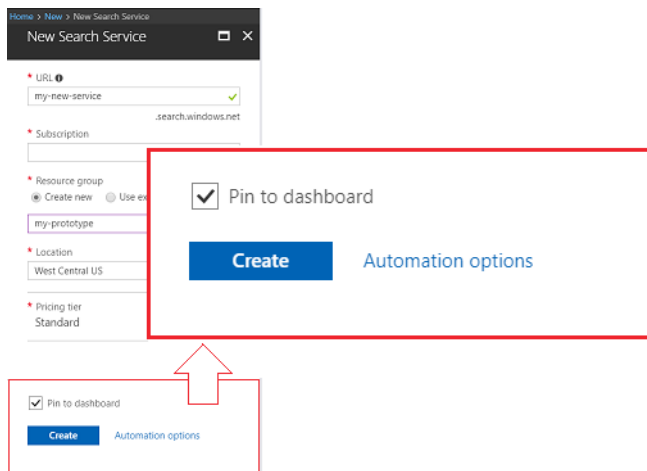 Home > New > New Search Service
New Search Service
* URL
my-new-service
.search.windows.net
* Subscription
* Resource group
Create new Use ex
my-prototype
* Location
West Central US
* Pricing tier
Standard
Pin to dashboard
Create Automation options
Pin to dashboard
Create Automation options